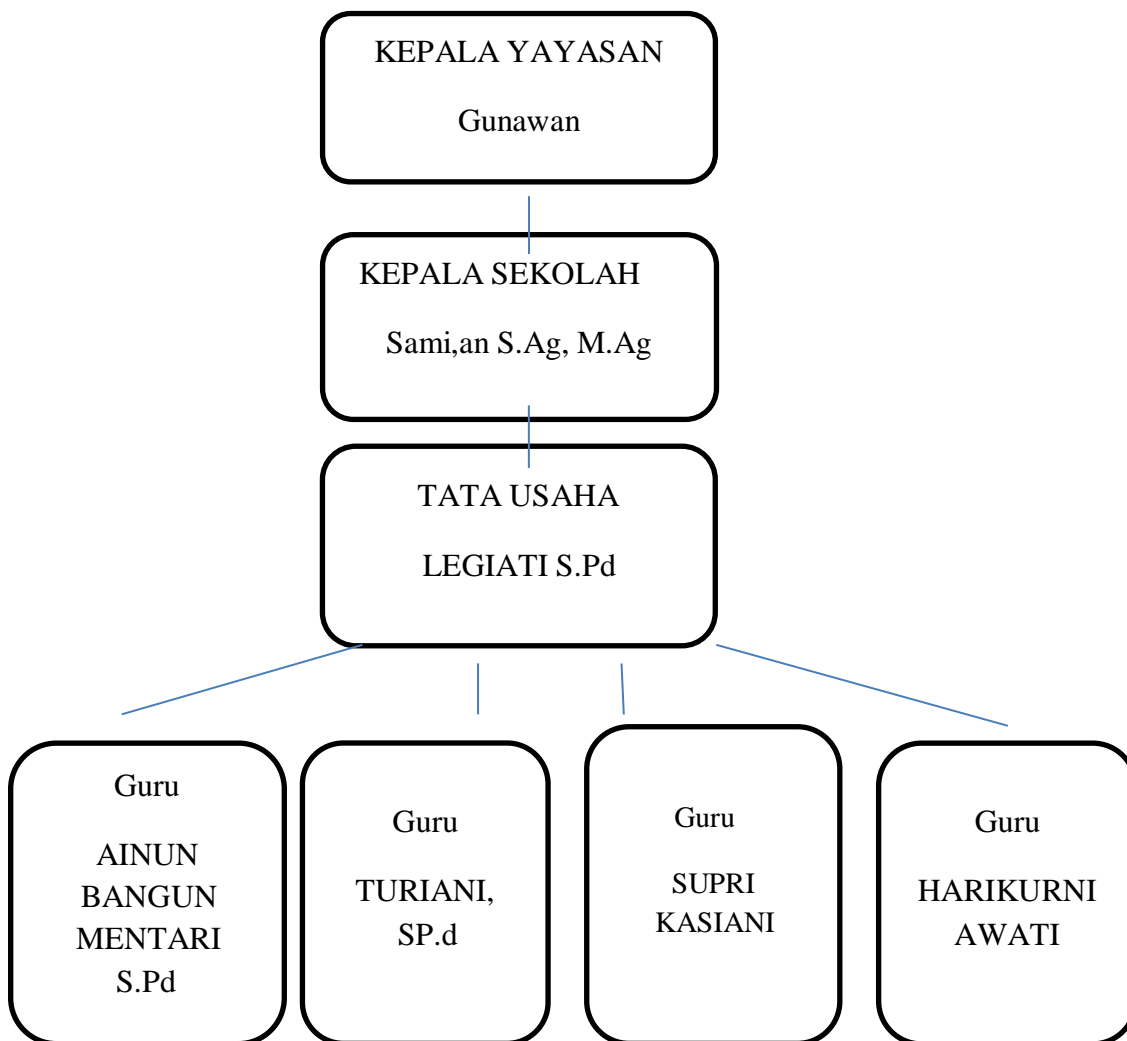 KEPALA YAYASAN
Gunawan
KEPALA SEKOLAH
Sami,an S.Ag, M.Ag
TATA USAHA
LEGIATI S.Pd
Guru
AINUN
BANGUN
MENTARI
S.Pd
Guru
TURIANI,
SP.d
Guru
SUPRI
KASIANI
Guru
HARIKURNI
AWATI